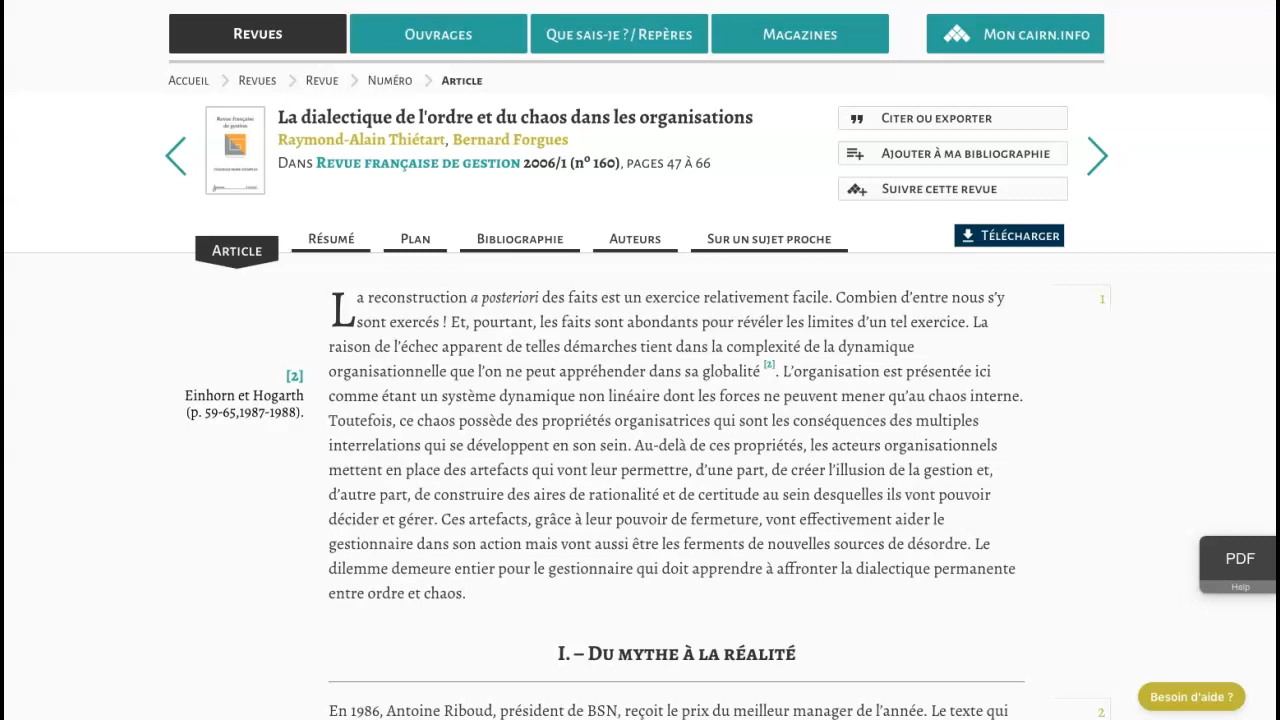 Revues
Ouvrages
Que sais-je ? / Repères
Magazines
Mon cairn.info
Accueil
Revues
Revue
Numéro
Article
Revue française
de gestion
La dialectique de l'ordre et du chaos dans les organisations
Raymond-Alain Thiétart, Bernard Forgues
Dans Revue française de gestion 2006/1 (nº 160), pages 47 à 66
Citer ou exporter
Ajouter à ma bibliographie
Suivre cette revue
Article
Résumé
Plan
Bibliographie
Auteurs
Sur un sujet proche
Télécharger
La reconstruction a posteriori des faits est un exercice relativement facile. Combien d'entre nous s'y
1
sont exercés ! Et, pourtant, les faits sont abondants pour révéler les limites d'un tel exercice. La
raison de l'échec apparent de telles démarches tient dans la complexité de la dynamique
organisationnelle que l'on ne peut appréhender dans sa globalité [2]. L'organisation est présentée ici
comme étant un système dynamique non linéaire dont les forces ne peuvent mener qu'au chaos interne.
Toutefois, ce chaos possède des propriétés organisatrices qui sont les conséquences des multiples
interrelations qui se développent en son sein. Au-delà de ces propriétés, les acteurs organisationnels
mettent en place des artefacts qui vont leur permettre, d'une part, de créer l'illusion de la gestion et,
d'autre part, de construire des aires de rationalité et de certitude au sein desquelles ils vont pouvoir
décider et gérer. Ces artefacts, grâce à leur pouvoir de fermeture, vont effectivement aider le
gestionnaire dans son action mais vont aussi être les ferments de nouvelles sources de désordre. Le
dilemme demeure entier pour le gestionnaire qui doit apprendre à affronter la dialectique permanente
entre ordre et chaos.
[2]
Einhorn et Hogarth
(p. 59-65,1987-1988).
PDF
Help
I. – Du mythe à la réalité
Besoin d'aide ?
En 1986, Antoine Riboud, président de BSN, reçoit le prix du meilleur manager de l'année. Le texte qui
2